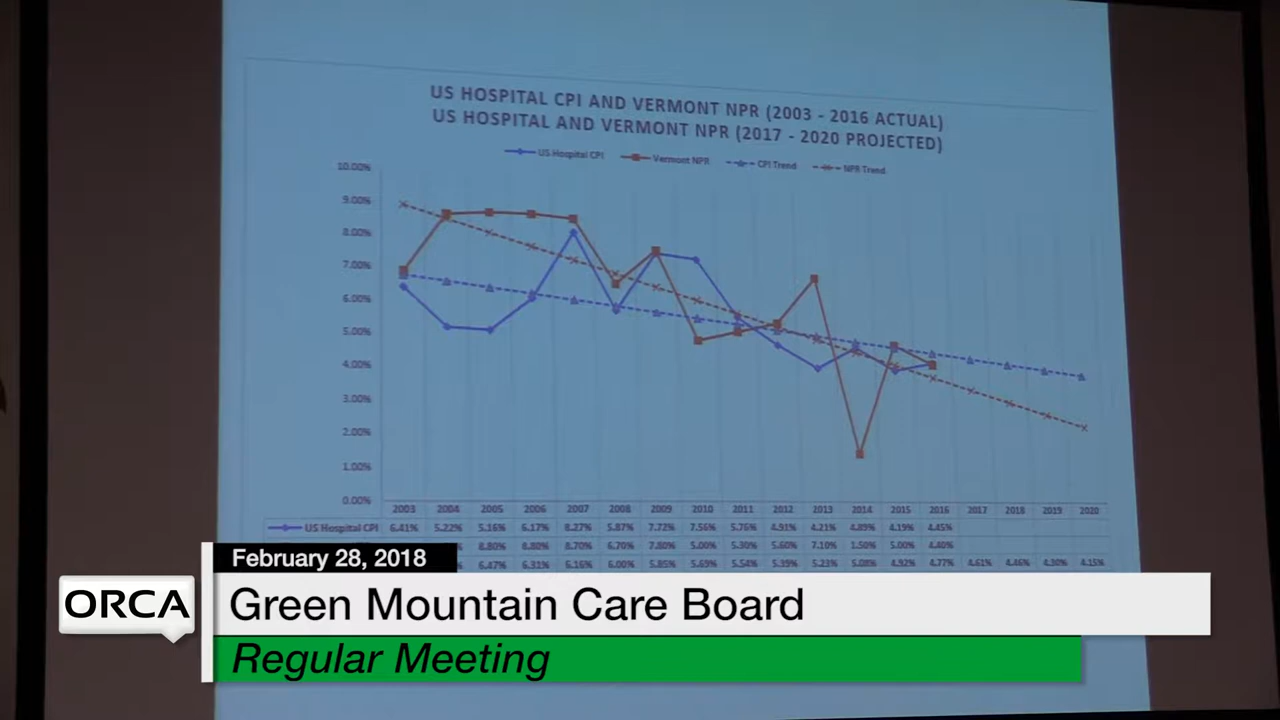 US HOSPITAL CPI AND VERMONT NPR (2003 - 2016 ACTUAL)
US HOSPITAL AND VERMONT NPR (2017 - 2020 PROJECTED)
US Hospital CPI Vermont NPR CPI Trend NPR Trend
10.00%
9.00%
8.00%
7.00%
6.00%
5.00%
4.00%
3.00%
2.00%
1.00%
0.00%
2003 2004 2005 2006 2007 2008 2009 2010 2011 2012 2013 2014 2015 2016 2017 2018 2019 2020
US Hospital CPI 6.41% 5.22% 5.16% 6.17% 8.27% 5.87% 7.72% 7.56% 5.76% 4.91% 4.21% 4.89% 4.19% 4.45%
8.80% 8.80% 8.70% 6.70% 7.80% 5.00% 5.30% 5.60% 7.10% 1.50% 5.00% 4.40%
6.47% 6.31% 6.16% 6.00% 5.85% 5.69% 5.54% 5.39% 5.23% 5.08% 4.92% 4.77% 4.61% 4.46% 4.30% 4.15%
February 28, 2018
ORCA
Green Mountain Care Board
Regular Meeting